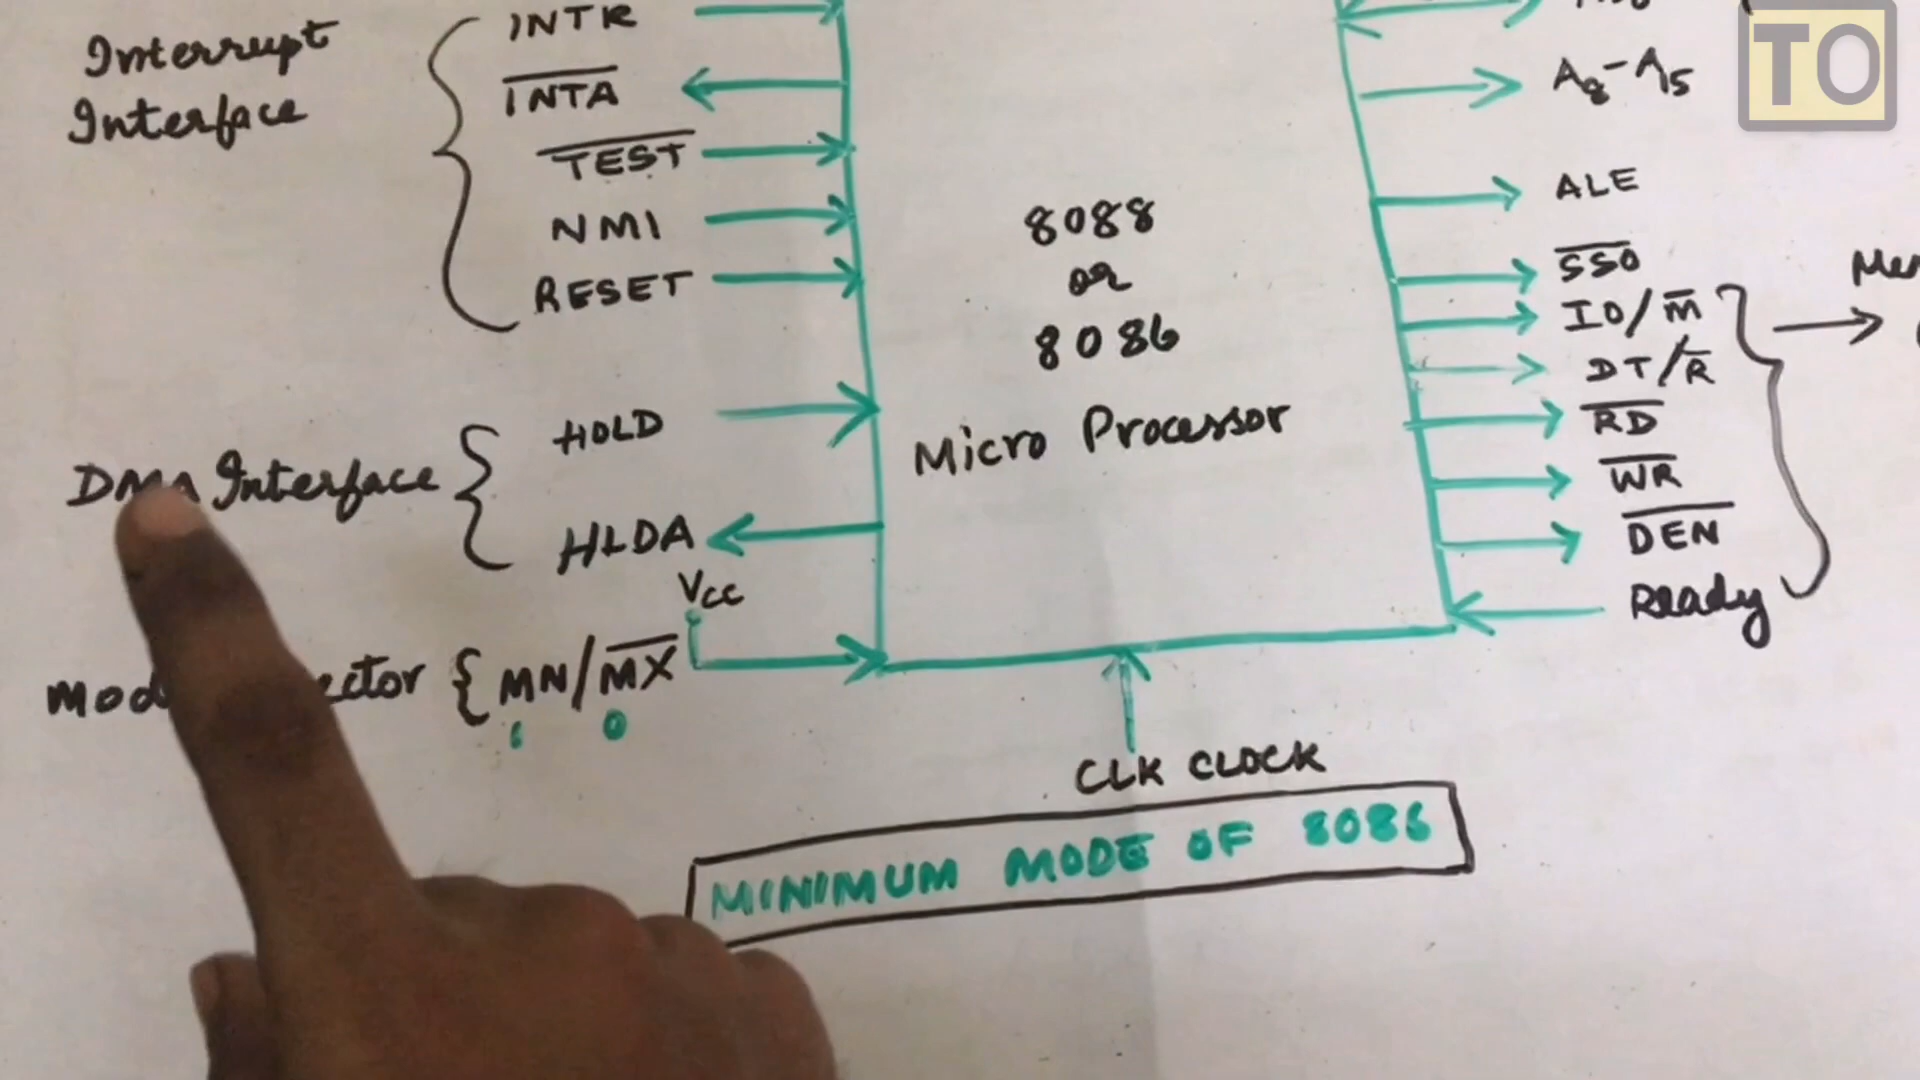 Interrupt
Interface
INTR
INTA
TEST
NMI
RESET
DMA Interface
HOLD
HLDA
Vcc
MN/MX
1 0
8088
or
8086
Micro Processor
CLK CLOCK
MINIMUM MODE OF 8086
A8-A15
ALE
SSO
IO/M
DT/R
RD
WR
DEN
Ready
TO